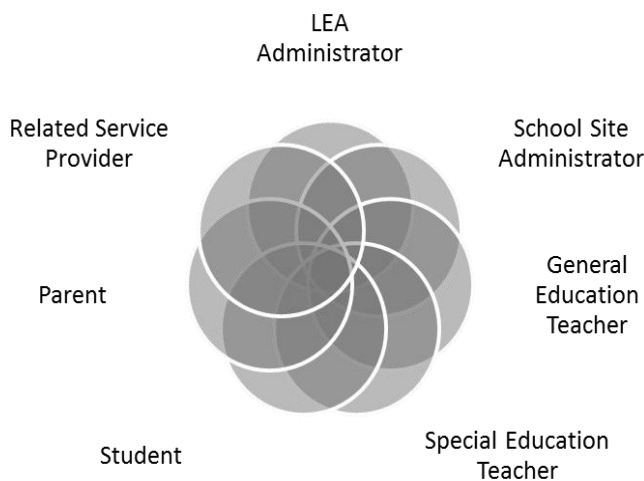 LEA
Administrator
Related Service
Provider
School Site
Administrator
Parent
General
Education
Teacher
Student
Special Education
Teacher